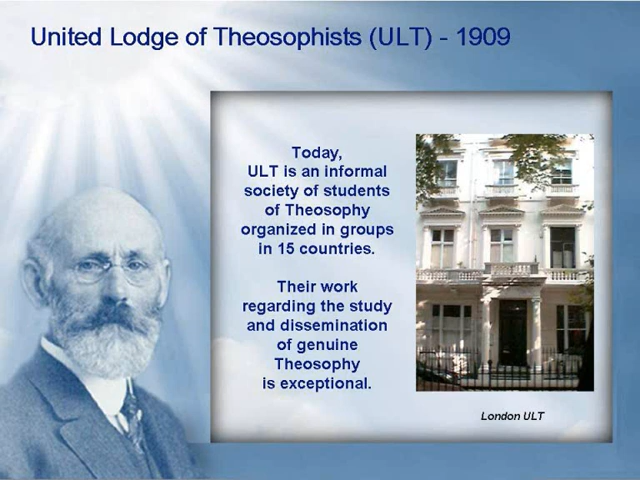 United Lodge of Theosophists (ULT) - 1909
Today,
ULT is an informal
society of students
of Theosophy
organized in groups
in 15 countries.
Their work
regarding the study
and dissemination
of genuine
Theosophy
is exceptional.
London ULT